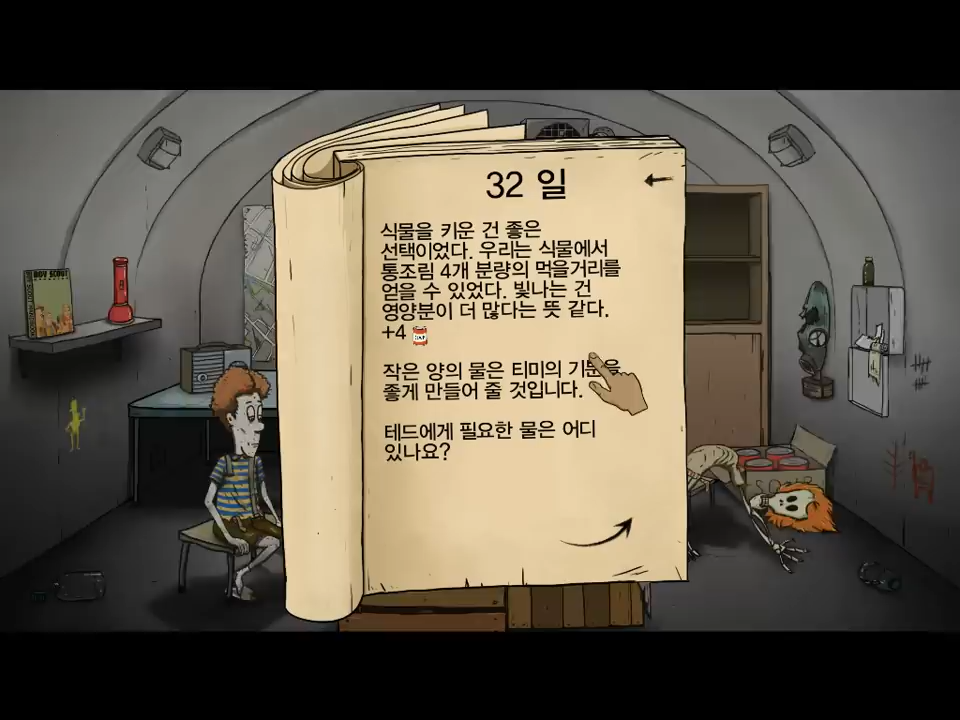 BOY SCOUT
32 일
식물을 키운 건 좋은
선택이었다. 우리는 식물에서
통조림 4개 분량의 먹을거리를
얻을 수 있었다. 빛나는 건
영양분이 더 많다는 뜻 같다.
+4
작은 양의 물은 티미의 기분을
좋게 만들어 줄 것입니다.
테드에게 필요한 물은 어디
있나요?